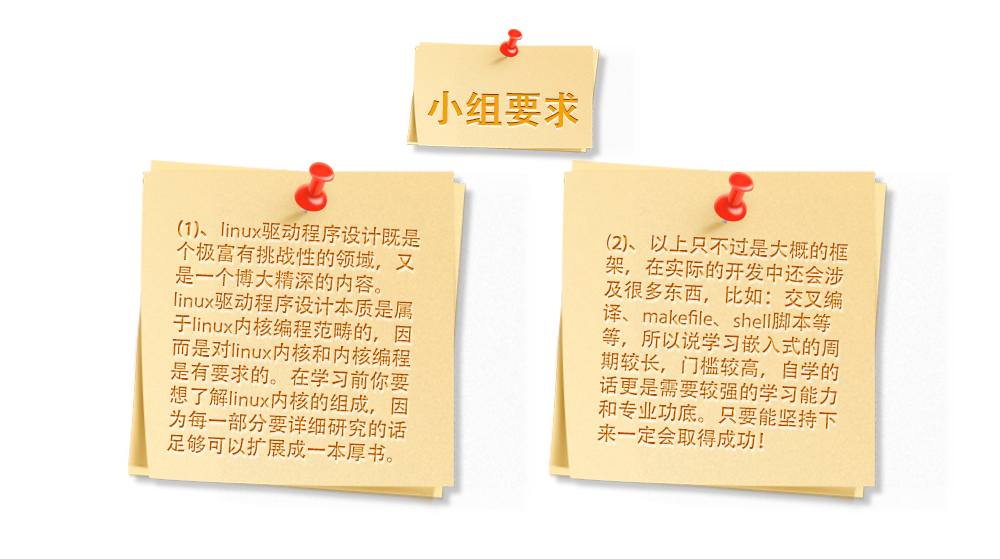 小组要求
(1)、linux驱动程序设计既是
个极富有挑战性的领域，又
是一个博大精深的内容。
linux驱动程序设计本质是属
于linux内核编程范畴的，因
而是对linux内核和内核编程
是有要求的。在学习前你要
想了解linux内核的组成，因
为每一部分要详细研究的话
足够可以扩展成一本厚书。
(2)、以上只不过是大概的框
架，在实际的开发中还会涉
及很多东西，比如：交叉编
译、makefile、shell脚本等
等，所以说学习嵌入式的周
期较长，门槛较高，自学的
话更是需要较强的学习能力
和专业功底。只要能坚持下
来一定会取得成功！